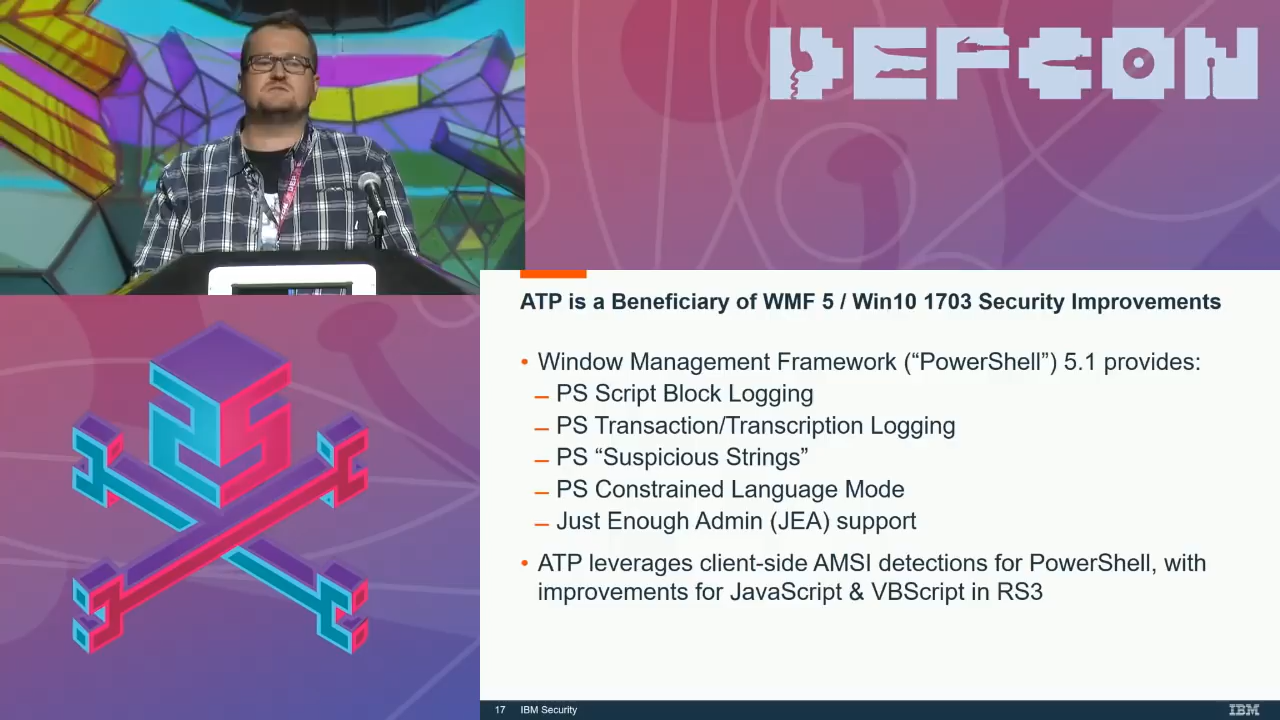 DEFCON
ATP is a Beneficiary of WMF 5 / Win10 1703 Security Improvements
• Window Management Framework (“PowerShell”) 5.1 provides:
– PS Script Block Logging
– PS Transaction/Transcription Logging
– PS “Suspicious Strings”
– PS Constrained Language Mode
– Just Enough Admin (JEA) support
• ATP leverages client-side AMSI detections for PowerShell, with
improvements for JavaScript & VBScript in RS3
17 IBM Security
IBM